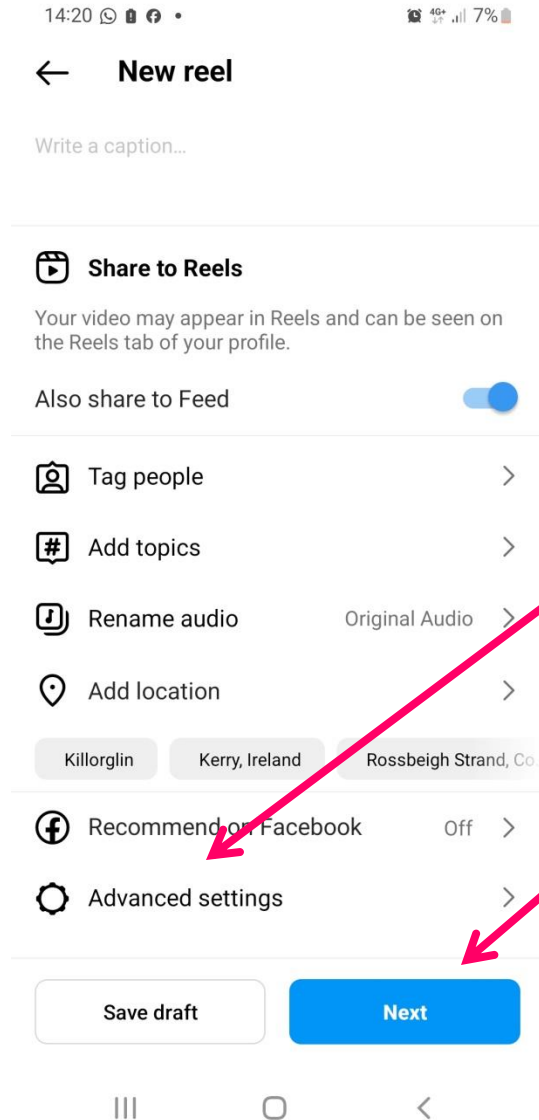 14:20 4G+ 7%
New reel
Write a caption...
Share to Reels
Your video may appear in Reels and can be seen on
the Reels tab of your profile.
Also share to Feed
Tag people
# Add topics
Rename audio Original Audio
Add location
Killorglin Kerry, Ireland Rossbeigh Strand, Co.
Recommend on Facebook Off
Advanced settings
Save draft Next